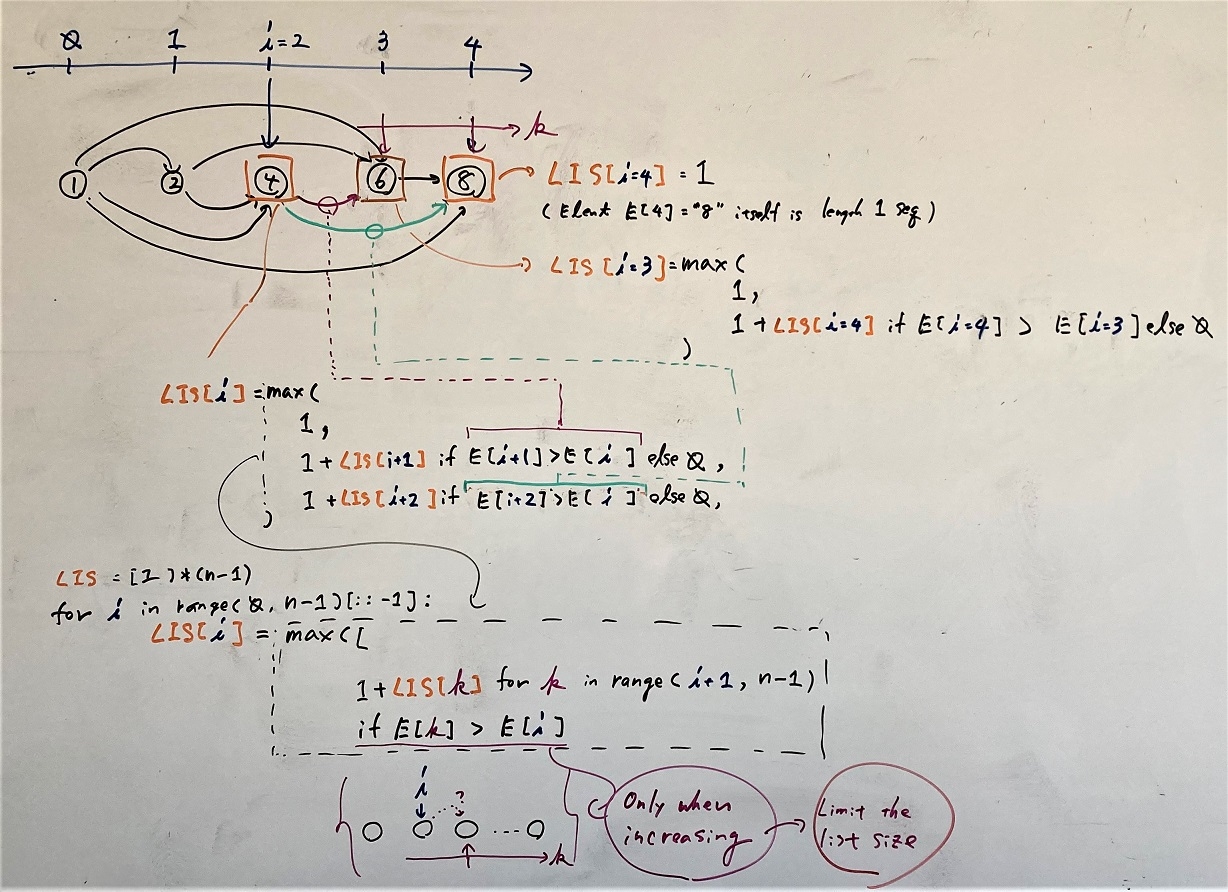 0 1 i=2 3 4
k
1 2 4 6 8
LIS[i=4] = 1
(Elent E[4]="8" itself is length 1 seq)
LIS[i=3]=max(
1,
1+LIS[i=4] if E[i=4] > E[i=3] else 0
)
LIS[i]=max(
1,
1+LIS[i+1] if E[i+1]>E[i] else 0,
1+LIS[i+2] if E[i+2]>E[i] else 0,
)
LIS = [1]*(n-1)
for i in range(0, n-1)[::-1]:
LIS[i] = max([
1+LIS[k] for k in range(i+1, n-1)
if E[k] > E[i]
i
?
k
Only when
increasing
Limit the
list size